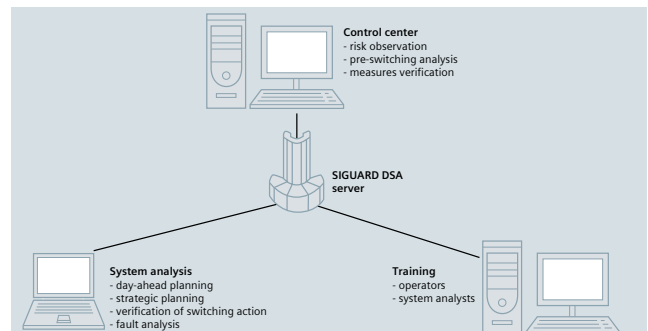 Control center
- risk observation
- pre-switching analysis
- measures verification
SIGUARD DSA
server
System analysis
- day-ahead planning
- strategic planning
- verification of switching action
- fault analysis
Training
- operators
- system analysts